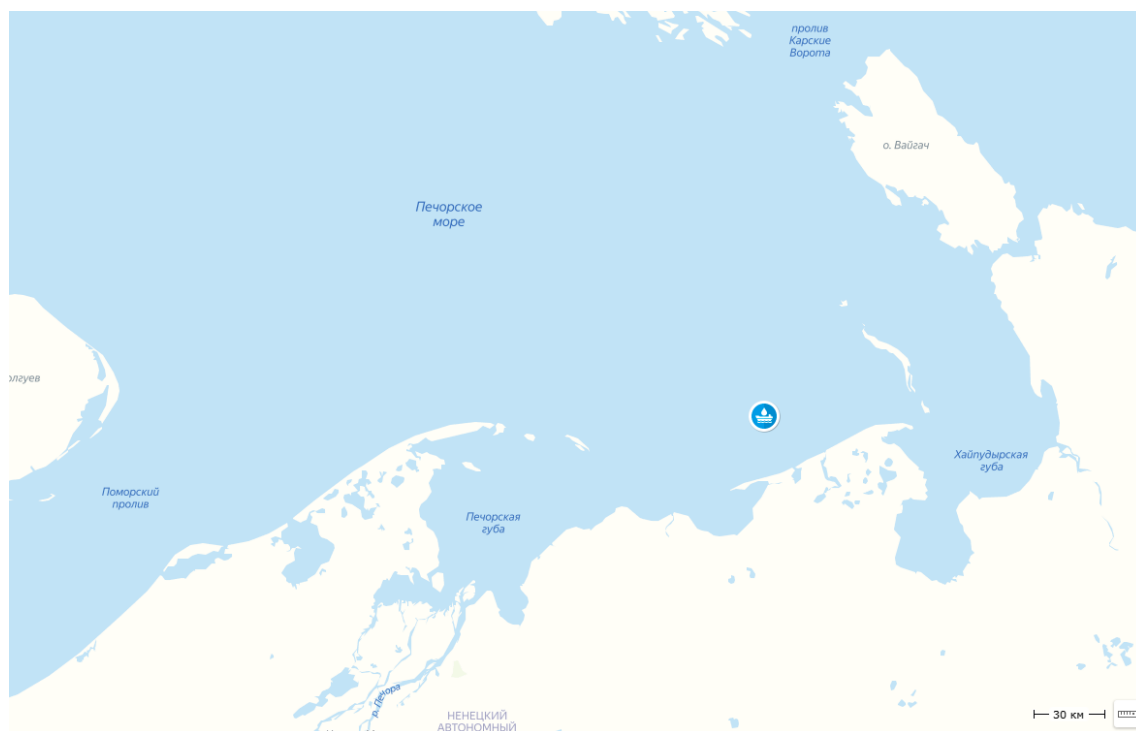 пролив
Карские
Ворота
о. Вайгач
Печорское
море
олгуев
Хайпудырская
губа
Поморский
пролив
Печорская
губа
р. Печора
НЕНЕЦКИЙ
АВТОНОМНЫЙ
30 км